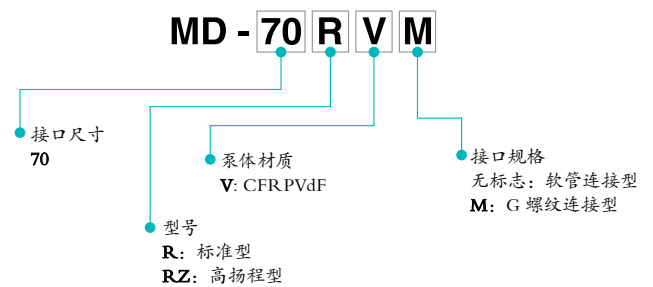 MD - 70 R V M
接口尺寸
70
型号
R：标准型
RZ：高扬程型
泵体材质
V: CFRPVdF
接口规格
无标志：软管连接型
M：G 螺纹连接型